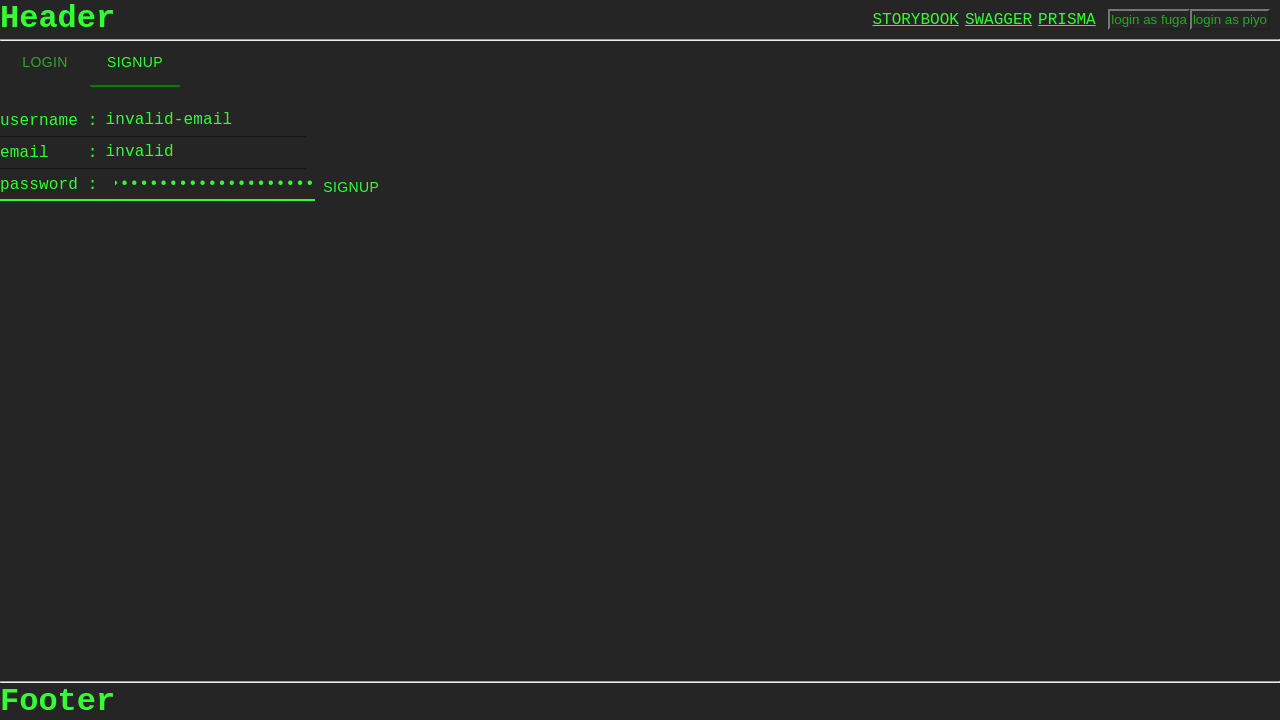 Header STORYBOOK SWAGGER PRISMA login as fuga login as piyo
LOGIN SIGNUP
username : invalid-email
email : invalid
password : ••••••••••••••••••••• SIGNUP
Footer